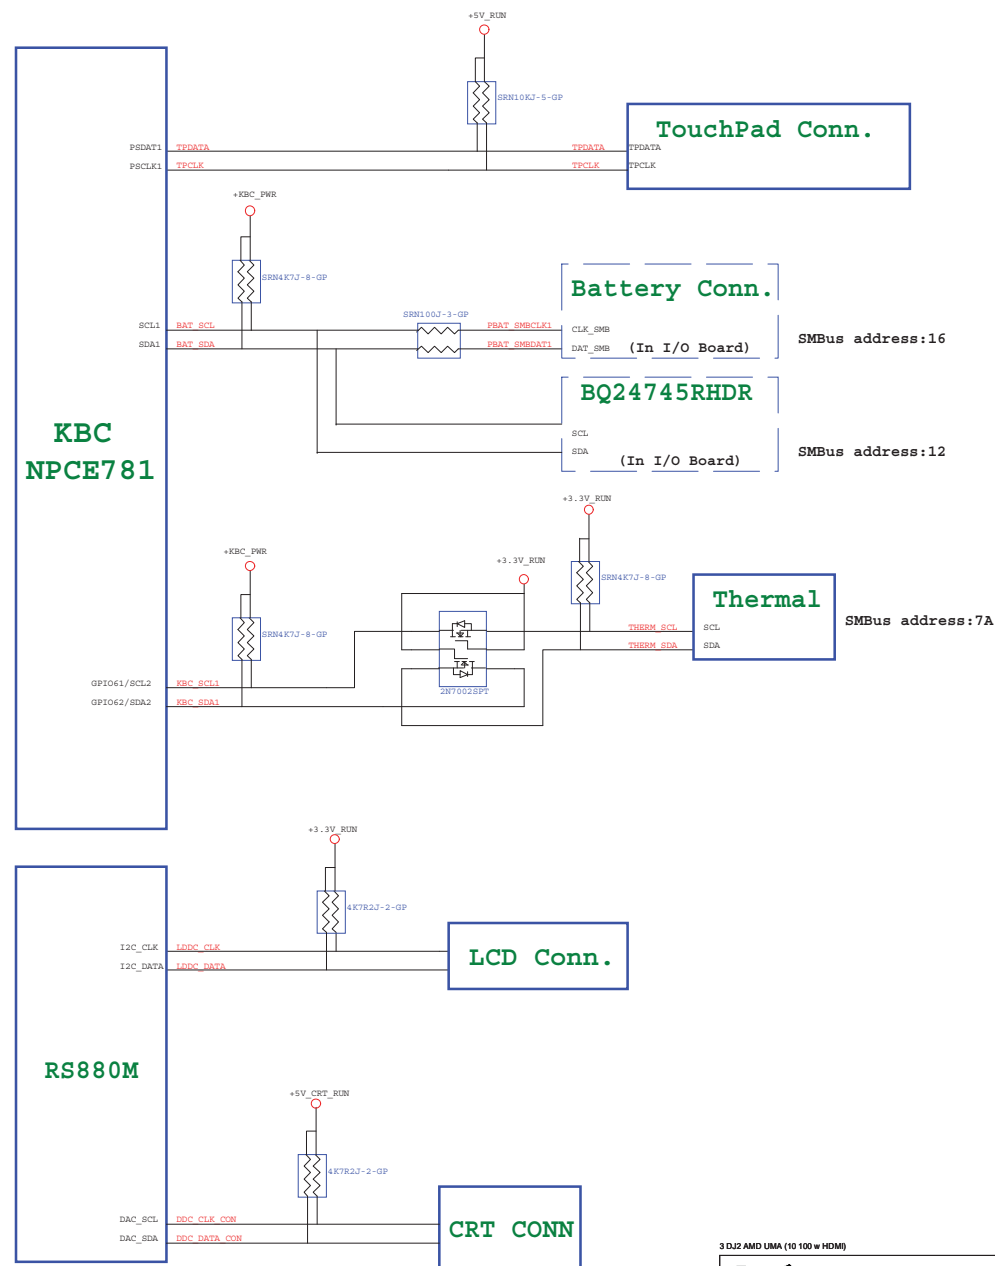 +5V_RUN
SRN10KJ-5-GP
TouchPad Conn.
PSDAT1 TPDATA TPDATA TPDATA
PSCLK1 TPCLK TPCLK TPCLK
+KBC_PWR
SRN4K7J-8-GP
Battery Conn.
SRN100J-3-GP
SCL1 BAT_SCL PBAT_SMBCLK1 CLK_SMB
SMBus address:16
SDA1 BAT_SDA PBAT_SMBDAT1 DAT_SMB (In I/O Board)
BQ24745RHDR
KBC
NPCE781
SCL
SDA
(In I/O Board)
SMBus address:12
+3.3V_RUN
+KBC_PWR
+3.3V_RUN
SRN4K7J-8-GP
Thermal
SMBus address:7A
SRN4K7J-8-GP
THERM_SCL SCL
THERM_SDA SDA
GPIO61/SCL2 KBC_SCL1
2N7002SPT
GPIO62/SDA2 KBC_SDA1
+3.3V_RUN
4K7R2J-2-GP
I2C_CLK LDDC_CLK
I2C_DATA LDDC_DATA
LCD Conn.
RS880M
+5V_CRT_RUN
4K7R2J-2-GP
DAC_SCL DDC_CLK_CON
DAC_SDA DDC_DATA_CON
CRT CONN
3 DJ2 AMD UMA (10 100 w HDMI)